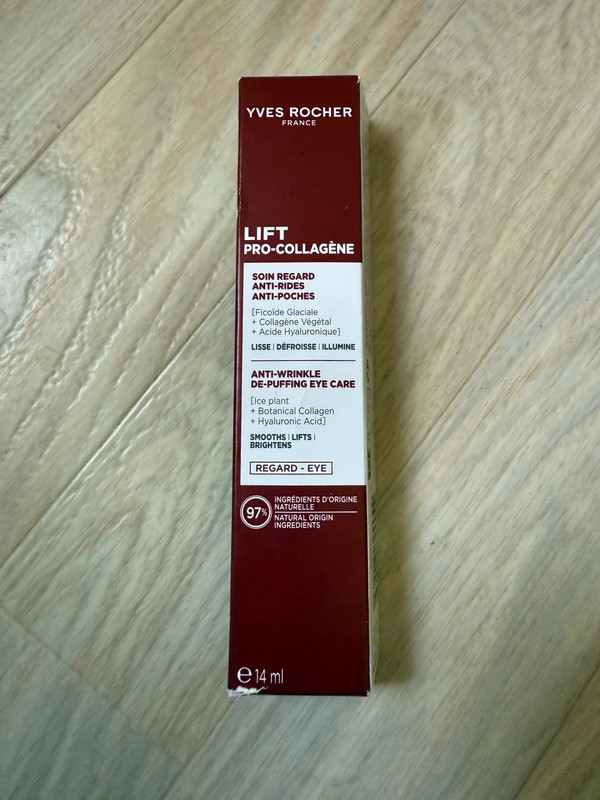 YVES ROCHER
FRANCE
LIFT
PRO-COLLAGÈNE
SOIN REGARD
ANTI-RIDES
ANTI-POCHES
[Ficoïde Glaciale
+ Collagène Végétal
+ Acide Hyaluronique]
LISSE | DÉFROISSE | ILLUMINE
ANTI-WRINKLE
DE-PUFFING EYE CARE
[Ice plant
+ Botanical Collagen
+ Hyaluronic Acid]
SMOOTHS | LIFTS |
BRIGHTENS
REGARD - EYE
97%
INGRÉDIENTS D'ORIGINE
NATURELLE
NATURAL ORIGIN
INGREDIENTS
℮ 14 ml